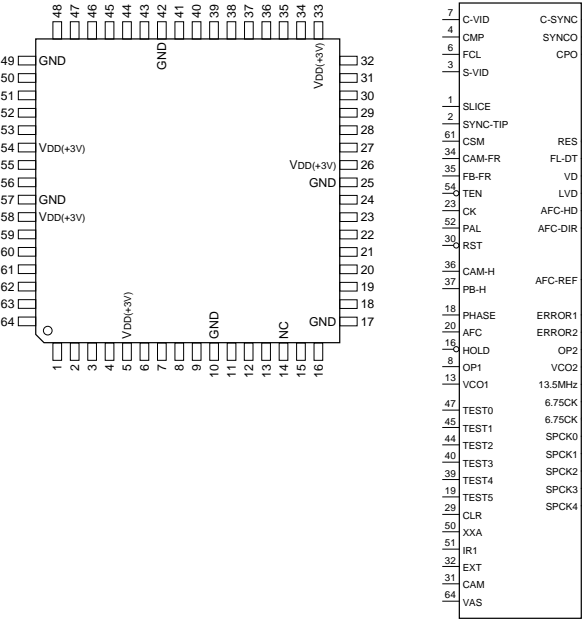 48 47 46 45 44 43 42 41 40 39 38 37 36 35 34 33
49 GND GND VDD(+3V) 32
50 31
51 30
52 29
53 28
54 VDD(+3V) 27
55 VDD(+3V) 26
56 GND 25
57 GND 24
58 VDD(+3V) 23
59 22
60 21
61 20
62 19
63 18
64 VDD(+3V) GND NC GND 17
1 2 3 4 5 6 7 8 9 10 11 12 13 14 15 16
7 C-VID C-SYNC
4 CMP SYNCO
6 FCL CPO
3 S-VID
1 SLICE
2 SYNC-TIP
61 CSM RES
34 CAM-FR FL-DT
35 FB-FR VD
54 TEN LVD
23 CK AFC-HD
52 PAL AFC-DIR
30 RST
36 CAM-H
37 PB-H AFC-REF
18 PHASE ERROR1
20 AFC ERROR2
16 HOLD OP2
8 OP1 VCO2
13 VCO1 13.5MHz
6.75CK
47 TEST0 6.75CK
45 TEST1 SPCK0
44 TEST2 SPCK1
40 TEST3 SPCK2
39 TEST4 SPCK3
19 TEST5 SPCK4
29 CLR
50 XXA
51 IR1
32 EXT
31 CAM
64 VAS